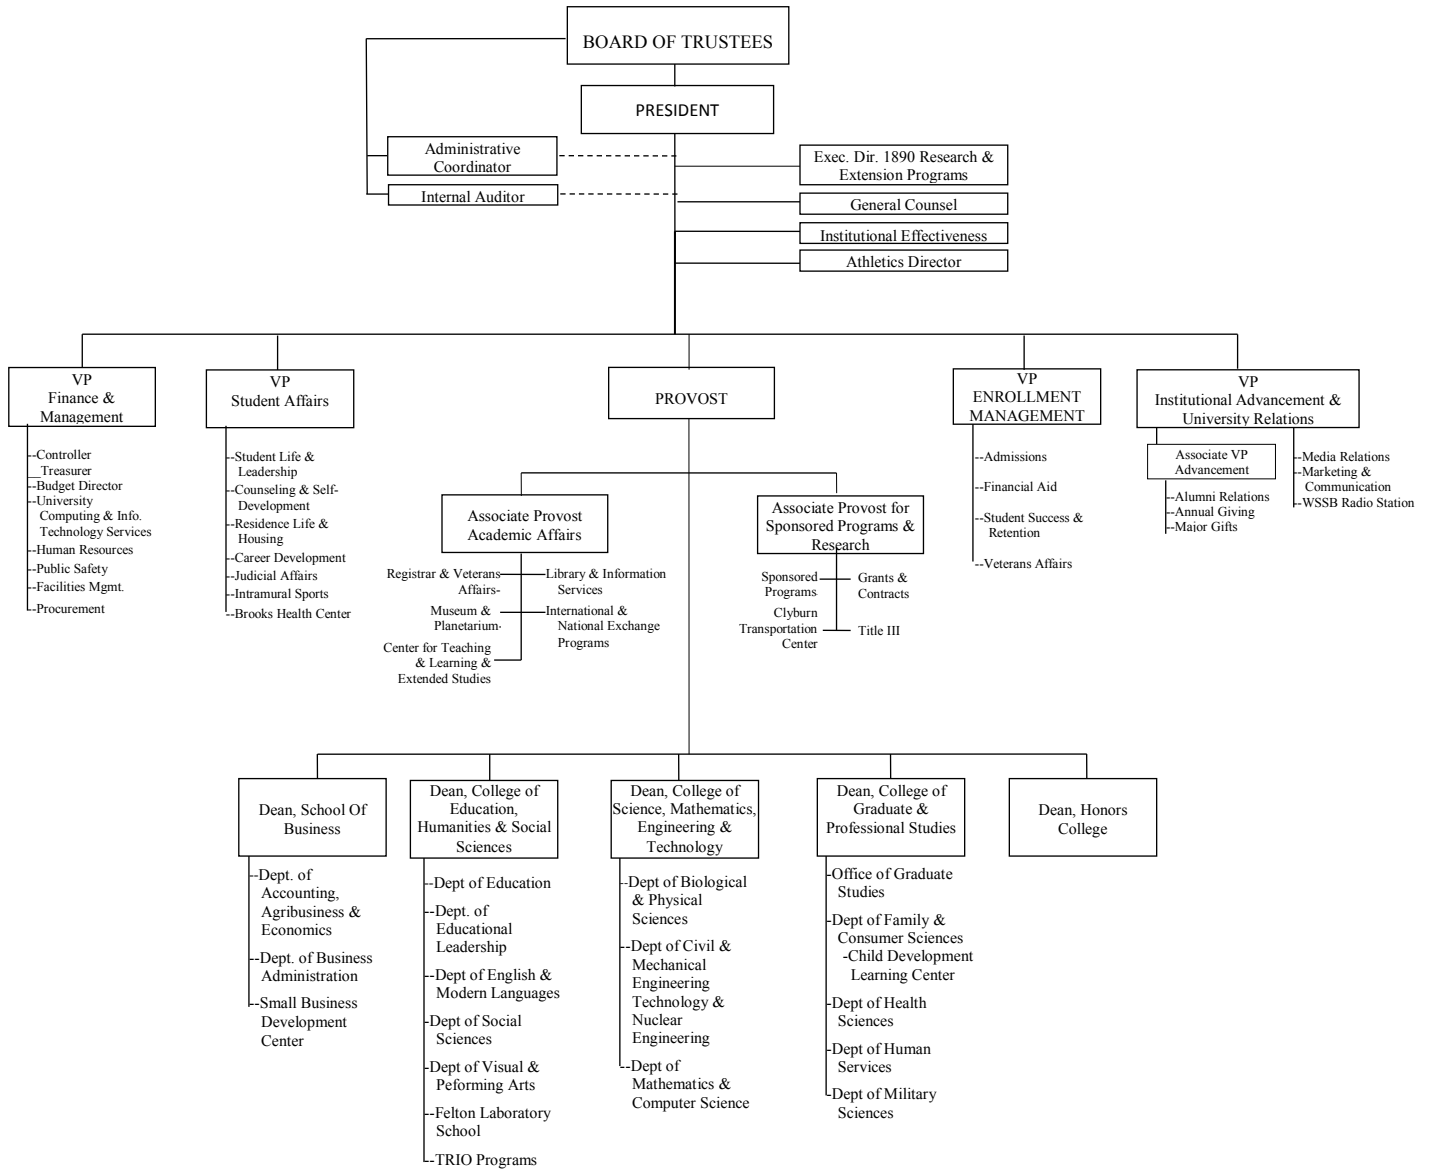 BOARD OF TRUSTEES
PRESIDENT
Administrative
Coordinator
Internal Auditor
Exec. Dir. 1890 Research &
Extension Programs
General Counsel
Institutional Effectiveness
Athletics Director
VP
Finance &
Management
--Controller
__Treasurer
--Budget Director
--University
Computing & Info.
Technology Services
--Human Resources
--Public Safety
--Facilities Mgmt.
--Procurement
VP
Student Affairs
--Student Life &
Leadership
--Counseling & Self-
Development
--Residence Life &
Housing
--Career Development
--Judicial Affairs
--Intramural Sports
--Brooks Health Center
PROVOST
Associate Provost
Academic Affairs
Registrar & Veterans
Affairs-
Museum &
Planetarium-
Center for Teaching
& Learning &
Extended Studies
--Library & Information
Services
--International &
National Exchange
Programs
Associate Provost for
Sponsored Programs &
Research
Sponsored
Programs
Clyburn
Transportation
Center
Grants &
Contracts
Title III
VP
ENROLLMENT
MANAGEMENT
--Admissions
--Financial Aid
--Student Success &
Retention
--Veterans Affairs
VP
Institutional Advancement &
University Relations
Associate VP
Advancement
--Alumni Relations
--Annual Giving
--Major Gifts
--Media Relations
--Marketing &
Communication
--WSSB Radio Station
Dean, School Of
Business
--Dept. of
Accounting,
Agribusiness &
Economics
--Dept. of Business
Administration
--Small Business
Development
Center
Dean, College of
Education,
Humanities & Social
Sciences
--Dept of Education
--Dept. of
Educational
Leadership
--Dept of English &
Modern Languages
-Dept of Social
Sciences
-Dept of Visual &
Peforming Arts
--Felton Laboratory
School
--TRIO Programs
Dean, College of
Science, Mathematics,
Engineering &
Technology
--Dept of Biological
& Physical
Sciences
--Dept of Civil &
Mechanical
Engineering
Technology &
Nuclear
Engineering
--Dept of
Mathematics &
Computer Science
Dean, College of
Graduate &
Professional Studies
-Office of Graduate
Studies
-Dept of Family &
Consumer Sciences
-Child Development
Learning Center
-Dept of Health
Sciences
-Dept of Human
Services
-Dept of Military
Sciences
Dean, Honors
College